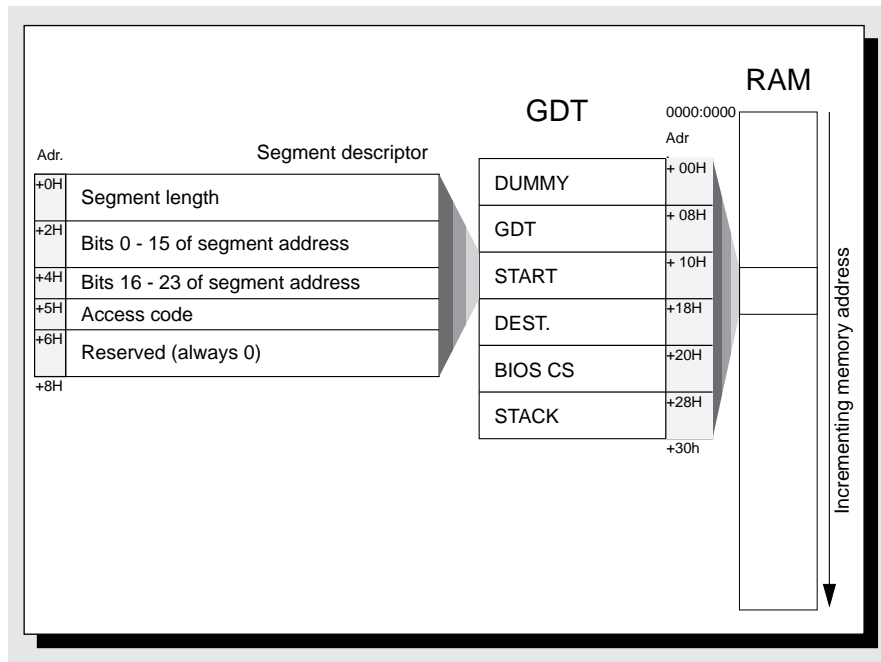 RAM
GDT
0000:0000
Adr
.
Adr.
Segment descriptor
+0H
Segment length
+2H
Bits 0 - 15 of segment address
+4H
Bits 16 - 23 of segment address
+5H
Access code
+6H
Reserved (always 0)
+8H
DUMMY
+ 00H
GDT
+ 08H
START
+ 10H
DEST.
+18H
BIOS CS
+20H
STACK
+28H
+30h
Incrementing memory address